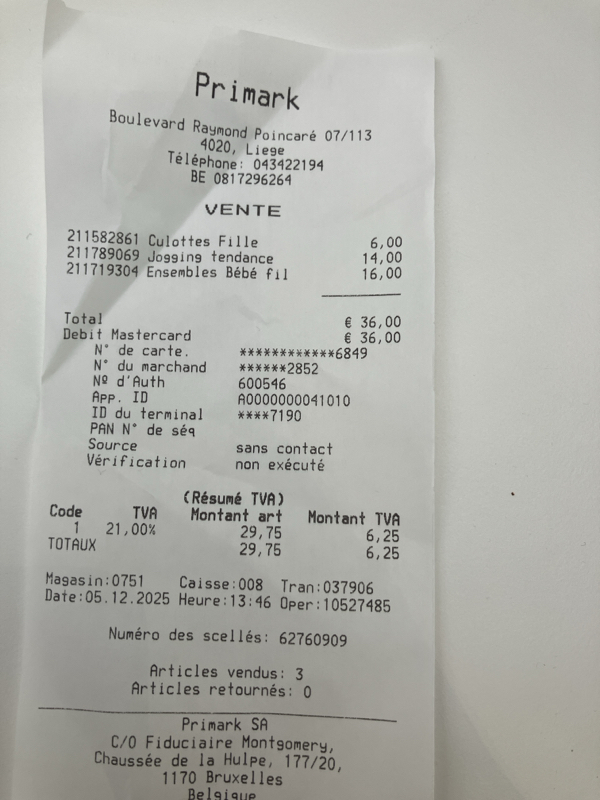 Primark
Boulevard Raymond Poincaré 07/113
4020, Liege
Téléphone: 043422194
BE 0817296264
VENTE
211582861 Culottes Fille 6,00
211789069 Jogging tendance 14,00
211719304 Ensembles Bébé fil 16,00
Total € 36,00
Debit Mastercard € 36,00
N° de carte. ************6849
N° du marchand ******2852
Nº d'Auth 600546
App. ID A0000000041010
ID du terminal ****7190
PAN N° de séq
Source sans contact
Vérification non exécuté
(Résumé TVA)
Code TVA Montant art Montant TVA
1 21,00% 29,75 6,25
TOTAUX 29,75 6,25
Magasin:0751 Caisse:008 Tran:037906
Date:05.12.2025 Heure:13:46 Oper:10527485
Numéro des scellés: 62760909
Articles vendus: 3
Articles retournés: 0
Primark SA
C/O Fiduciaire Montgomery,
Chaussée de la Hulpe, 177/20,
1170 Bruxelles
Belgique